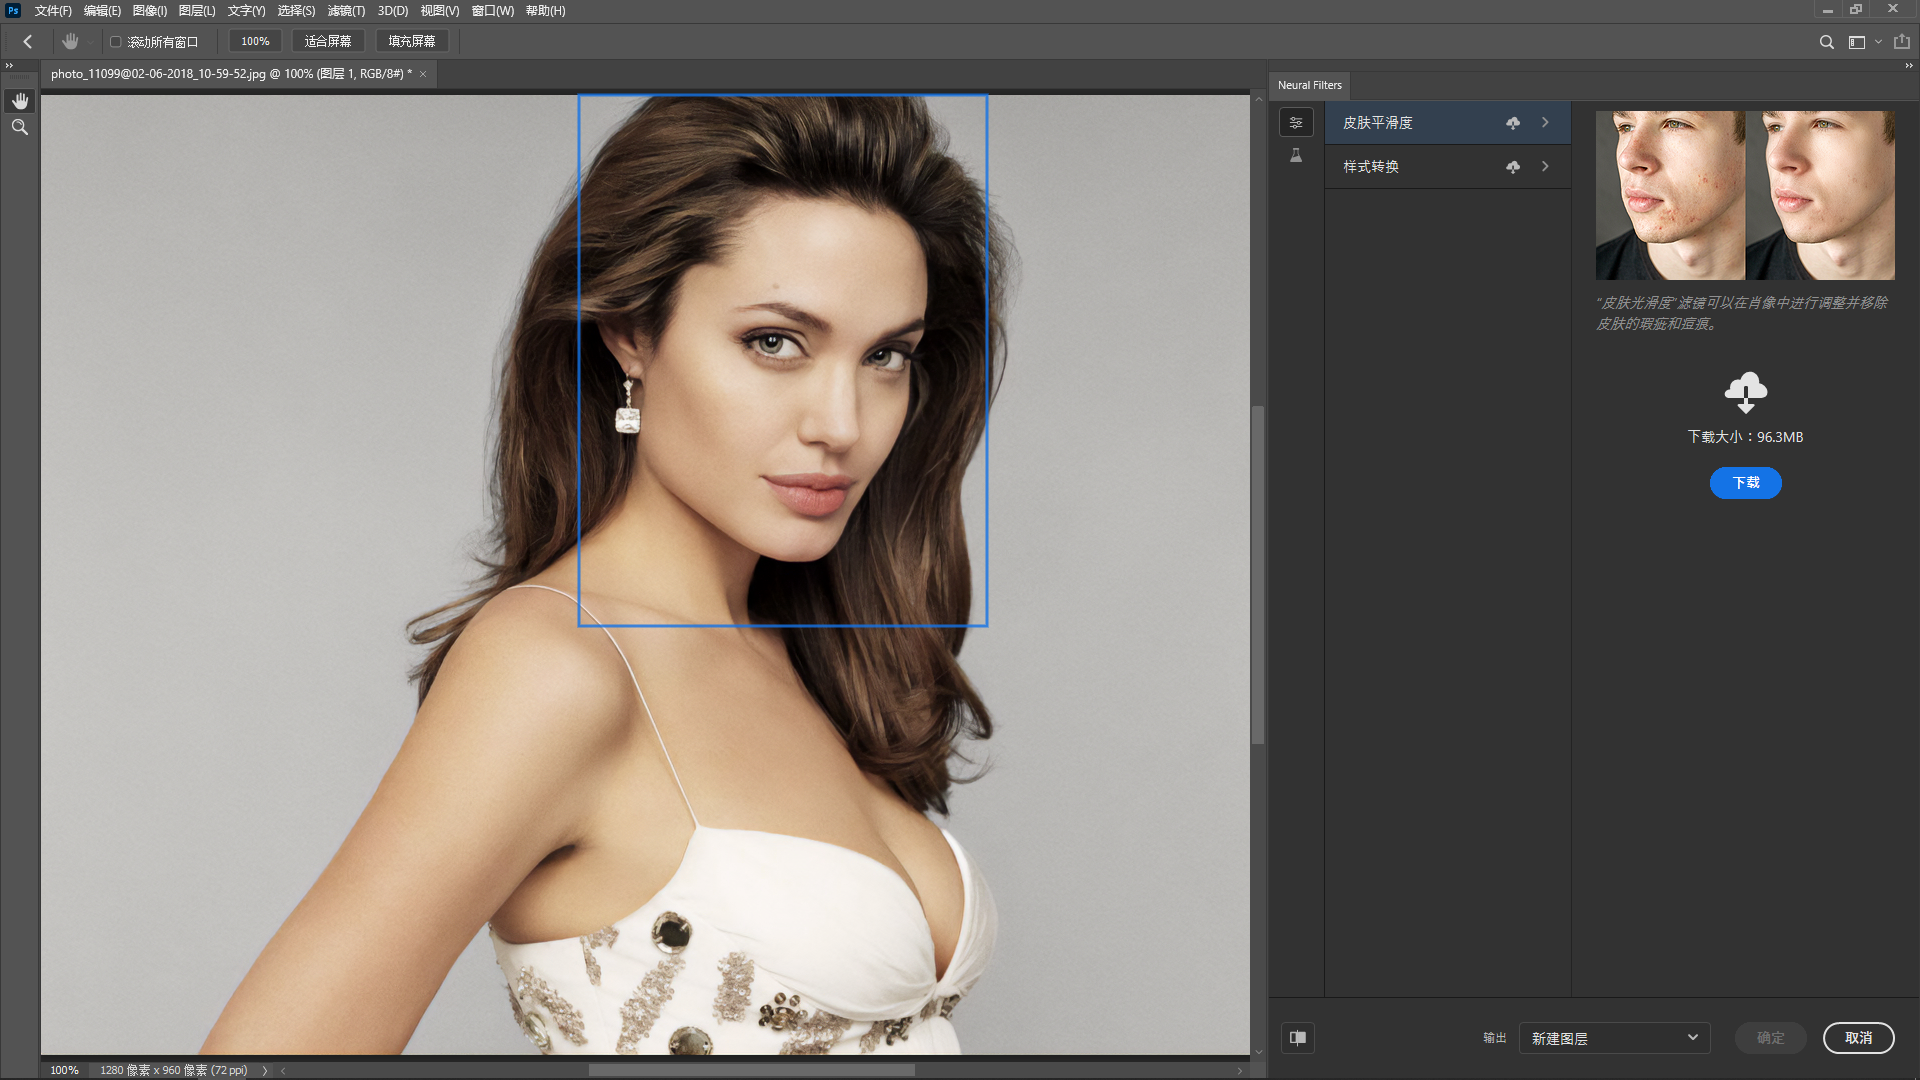 Ps 文件(F) 编辑(E) 图像(I) 图层(L) 文字(Y) 选择(S) 滤镜(T) 3D(D) 视图(V) 窗口(W) 帮助(H)
滚动所有窗口 100% 适合屏幕 填充屏幕
photo_11099@02-06-2018_10-59-52.jpg @ 100% (图层 1, RGB/8#) *
Neural Filters
皮肤平滑度
样式转换
“皮肤光滑度”滤镜可以在肖像中进行调整并移除
皮肤的瑕疵和痘痕。
下载大小：96.3MB
下载
输出 新建图层 确定 取消
100% 1280 像素 x 960 像素 (72 ppi)